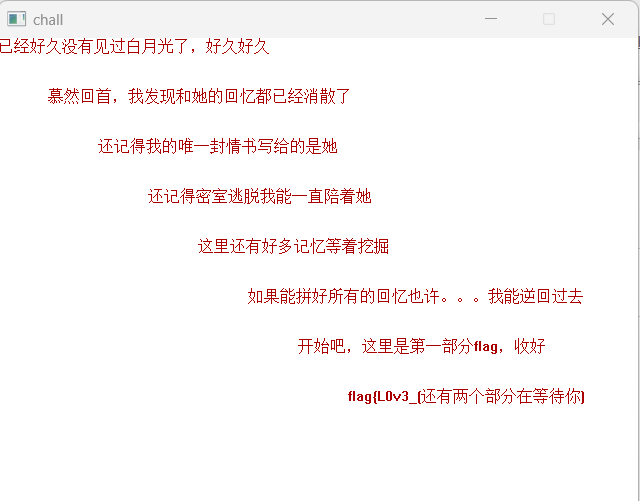 chall
已经好久没有见过白月光了，好久好久
慕然回首，我发现和她的回忆都已经消散了
还记得我的唯一封情书写给的是她
还记得密室逃脱我能一直陪着她
这里还有好多记忆等着挖掘
如果能拼好所有的回忆也许。。。我能逆回过去
开始吧，这里是第一部分flag，收好
flag{L0v3_(还有两个部分在等待你)